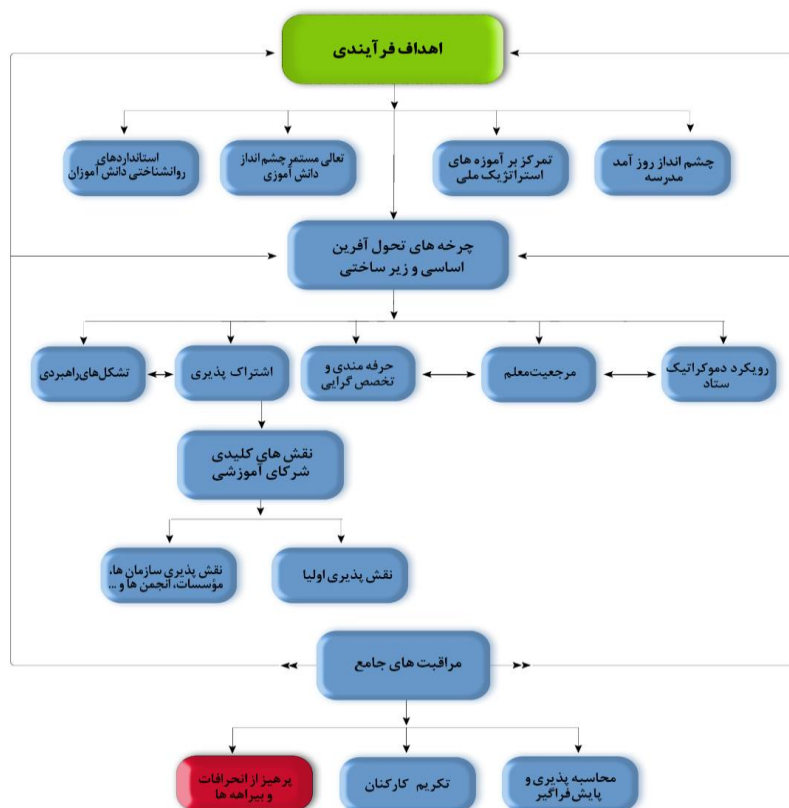 اهداف فرآیندی
چشم انداز روز آمد
مدرسه
تمرکز بر آموزه های
استراتژیک ملی
تعالی مستمر چشم انداز
دانش آموزی
استانداردهای
روانشناختی دانش آموزان
چرخه های تحول آفرین
اساسی و زیر ساختی
رویکرد دموکراتیک
ستاد
مرجعیت معلم
حرفه مندی و
تخصص گرایی
اشتراک پذیری
تشکل های راهبردی
نقش های کلیدی
شرکای آموزشی
نقش پذیری اولیا
نقش پذیری سازمان ها،
مؤسسات، انجمن ها و ...
مراقبت های جامع
محاسبه پذیری و
پایش فراگیر
تکریم کارکنان
پرهیز از انحرافات
و بیراهه ها